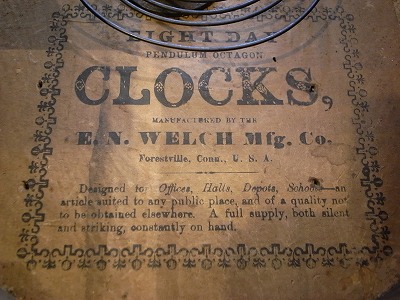 EIGHT DAY
PENDULUM OCTAGON
CLOCKS,
MANUFACTURED BY THE
E. N. WELCH Mfg. Co.
Forestville, Conn., U. S. A.
Designed for Offices, Halls, Depots, Schools—an
article suited to any public place, and of a quality not
to be obtained elsewhere. A full supply, both silent
and striking, constantly on hand.